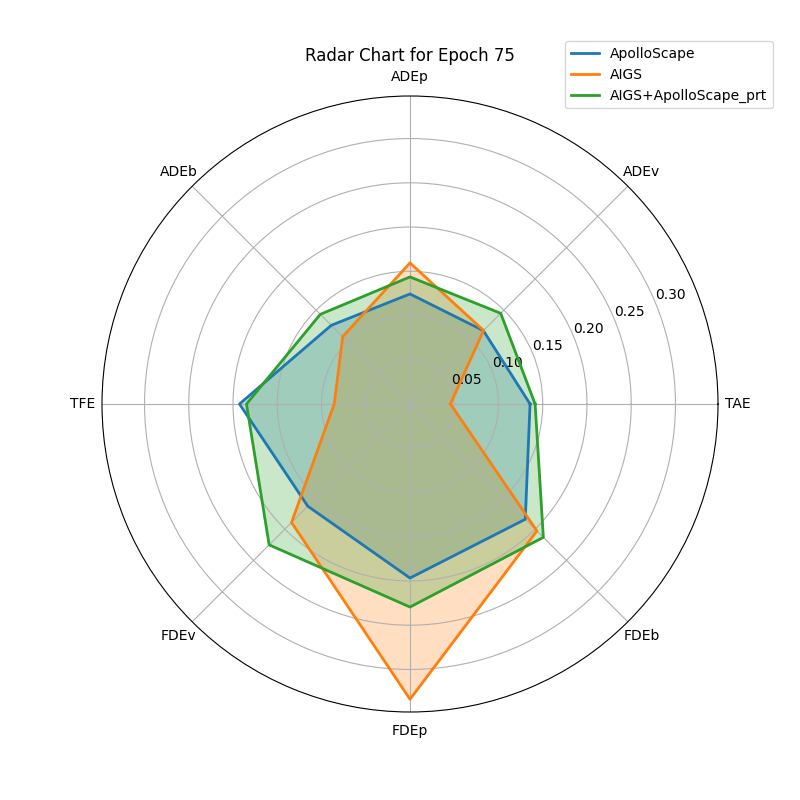 Radar Chart for Epoch 75
ApolloScape
AIGS
AIGS+ApolloScape_prt
ADEp
ADEb
ADEv
0.30
0.25
0.20
0.15
0.10
0.05
TFE
TAE
FDEv
FDEb
FDEp